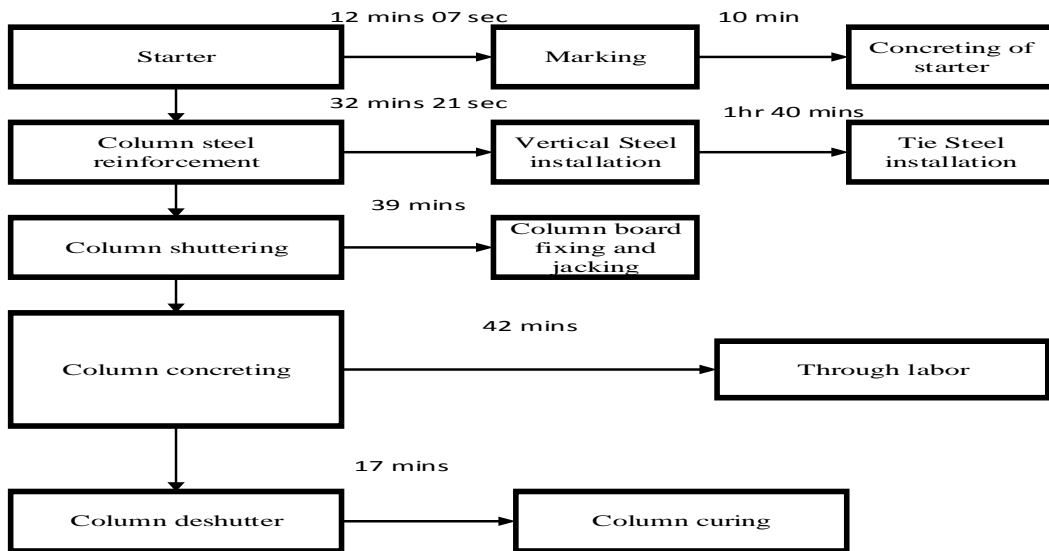 12 mins 07 sec
10 min
Starter
Marking
Concreting of
starter
32 mins 21 sec
1hr 40 mins
Column steel
reinforcement
Vertical Steel
installation
Tie Steel
installation
39 mins
Column shuttering
Column board
fixing and
jacking
42 mins
Column concreting
Through labor
17 mins
Column deshutter
Column curing